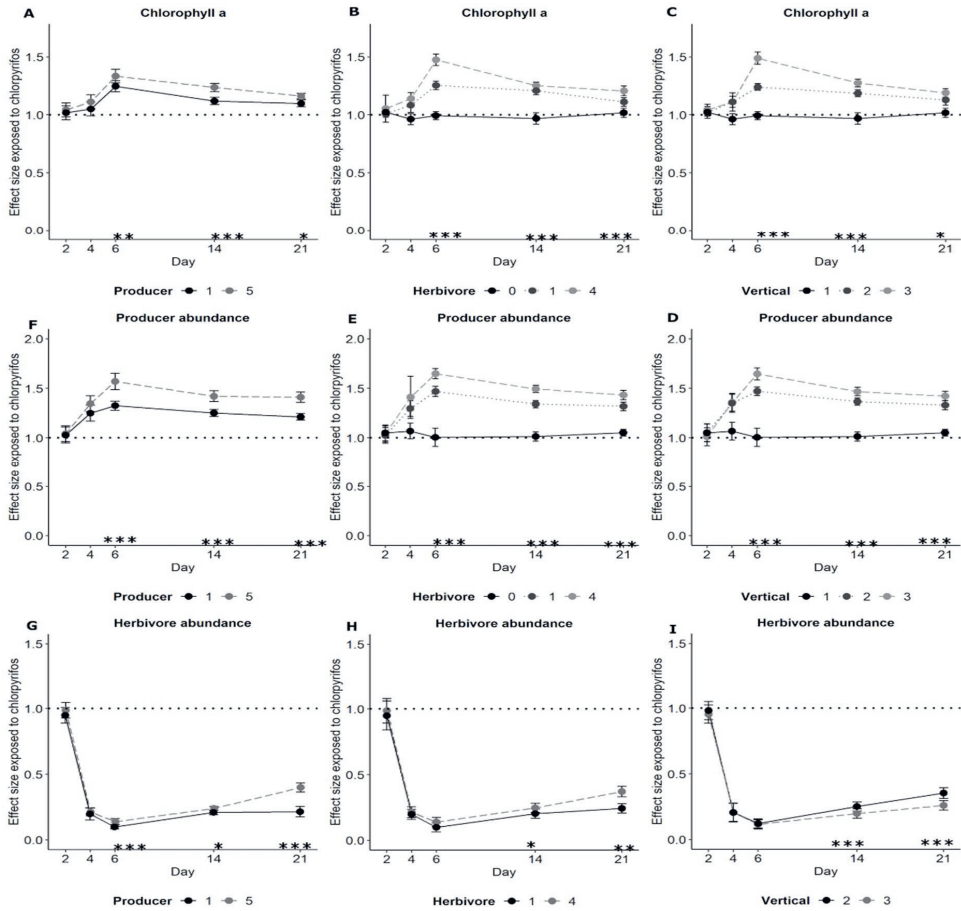 A Chlorophyll a
B Chlorophyll a
C Chlorophyll a
Effect size exposed to chlorpyrifos
1.5
1.0
0.5
0.0
** *** *
2 4 6 14 21
Day
Producer 1 5
Effect size exposed to chlorpyrifos
1.5
1.0
0.5
0.0
*** *** ***
2 4 6 14 21
Day
Herbivore 0 1 4
Effect size exposed to chlorpyrifos
1.5
1.0
0.5
0.0
*** *** *
2 4 6 14 21
Day
Vertical 1 2 3
F Producer abundance
E Producer abundance
D Producer abundance
Effect size exposed to chlorpyrifos
2.0
1.5
1.0
0.5
0.0
*** *** ***
2 4 6 14 21
Day
Producer 1 5
Effect size exposed to chlorpyrifos
2.0
1.5
1.0
0.5
0.0
*** *** ***
2 4 6 14 21
Day
Herbivore 0 1 4
Effect size exposed to chlorpyrifos
2.0
1.5
1.0
0.5
0.0
*** *** ***
2 4 6 14 21
Day
Vertical 1 2 3
G Herbivore abundance
H Herbivore abundance
I Herbivore abundance
Effect size exposed to chlorpyrifos
1.5
1.0
0.5
0.0
*** * ***
2 4 6 14 21
Day
Producer 1 5
Effect size exposed to chlorpyrifos
1.5
1.0
0.5
0.0
* **
2 4 6 14 21
Day
Herbivore 1 4
Effect size exposed to chlorpyrifos
1.5
1.0
0.5
0.0
*** ***
2 4 6 14 21
Day
Vertical 2 3